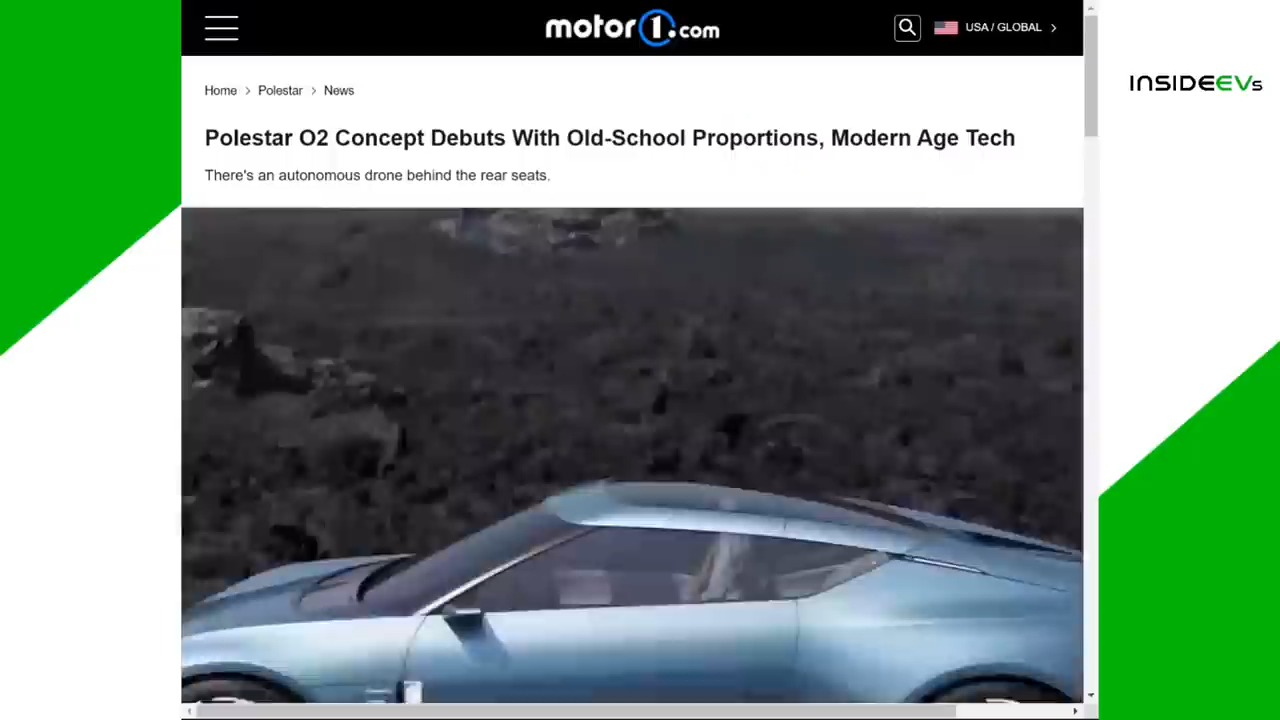 motor1.com
USA / GLOBAL
INSIDEEVs
Home > Polestar > News
Polestar O2 Concept Debuts With Old-School Proportions, Modern Age Tech
There's an autonomous drone behind the rear seats.